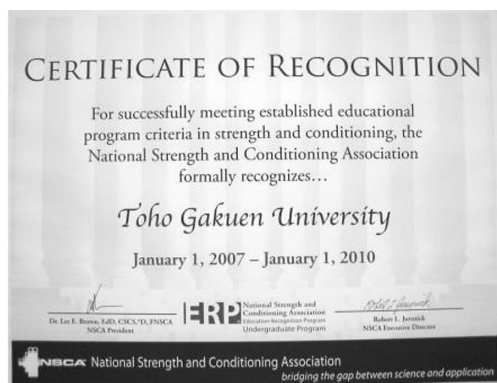 CERTIFICATE OF RECOGNITION
For successfully meeting established educational
program criteria in strength and conditioning, the
National Strength and Conditioning Association
formally recognizes...
Toho Gakuen University
January 1, 2007 – January 1, 2010
Dr. Lee E. Brown, EdD, CSCS,*D, FNSCA
NSCA President
ERP
National Strength and
Conditioning Association
Education Recognition Program
Undergraduate Program
Robert L. Jursnick
NSCA Executive Director
NSCA National Strength and Conditioning Association
bridging the gap between science and application